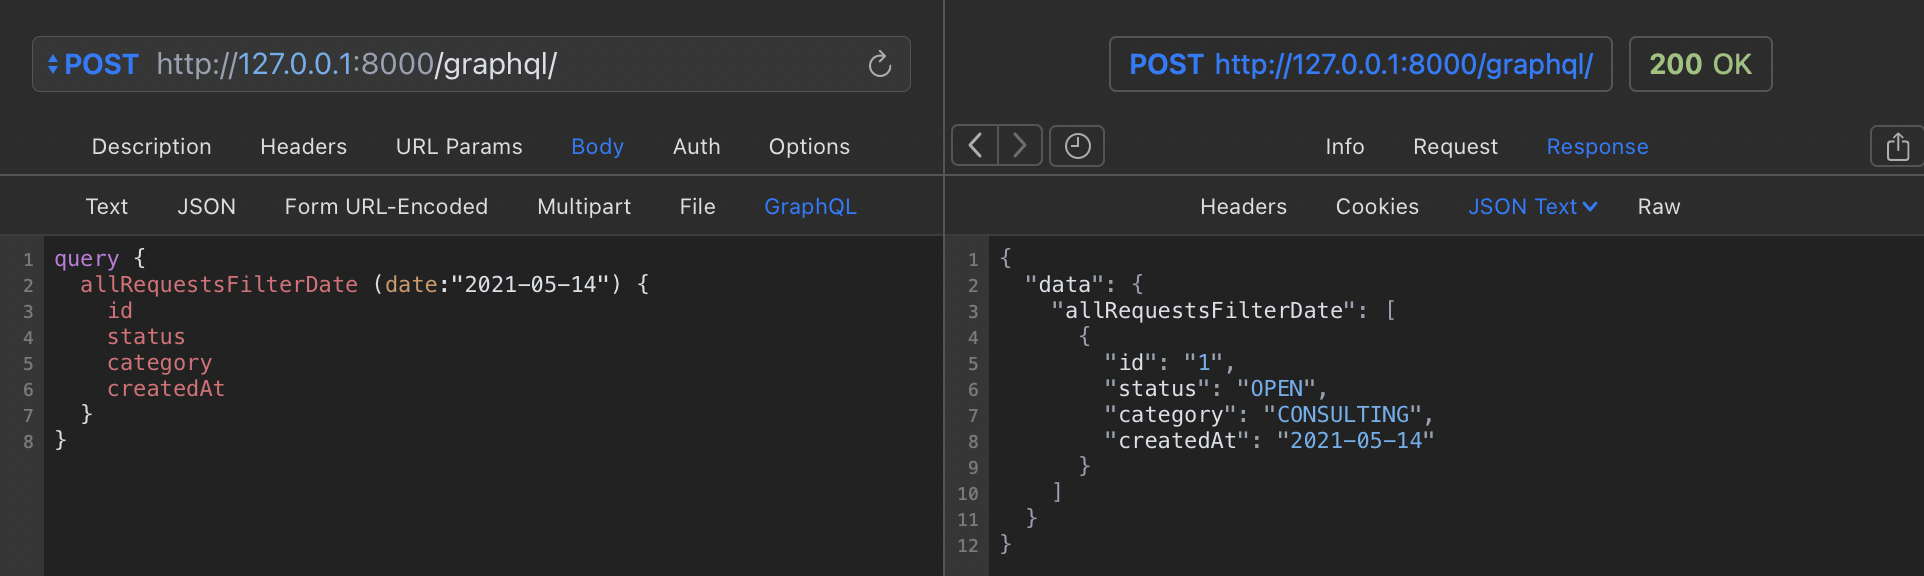 POST http://127.0.0.1:8000/graphql/
Description Headers URL Params Body Auth Options
Text JSON Form URL-Encoded Multipart File GraphQL
1 query {
2   allRequestsFilterDate (date:"2021-05-14") {
3     id
4     status
5     category
6     createdAt
7   }
8 }
POST http://127.0.0.1:8000/graphql/ 200 OK
Info Request Response
Headers Cookies JSON Text Raw
1 {
2   "data": {
3     "allRequestsFilterDate": [
4       {
5         "id": "1",
6         "status": "OPEN",
7         "category": "CONSULTING",
8         "createdAt": "2021-05-14"
9       }
10     ]
11   }
12 }